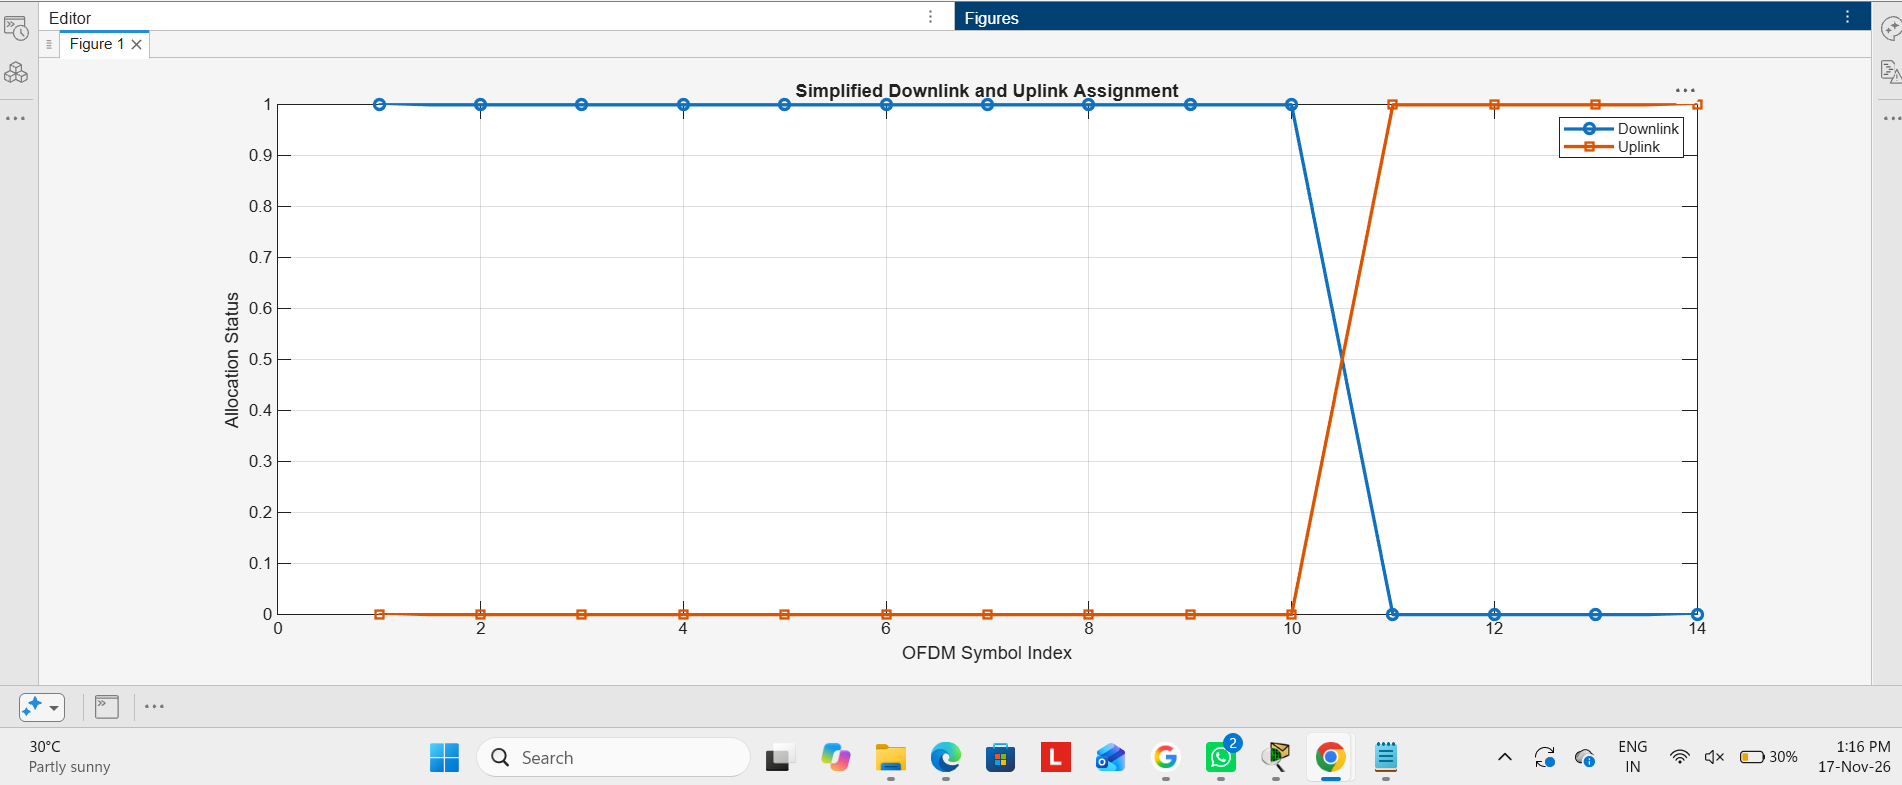 Editor
Figures
Figure 1
Simplified Downlink and Uplink Assignment
1
0.9
0.8
0.7
0.6
0.5
0.4
0.3
0.2
0.1
0
Allocation Status
Downlink
Uplink
0 2 4 6 8 10 12 14
OFDM Symbol Index
30°C
Partly sunny
Search
L
2
ENG
IN
30%
1:16 PM
17-Nov-26